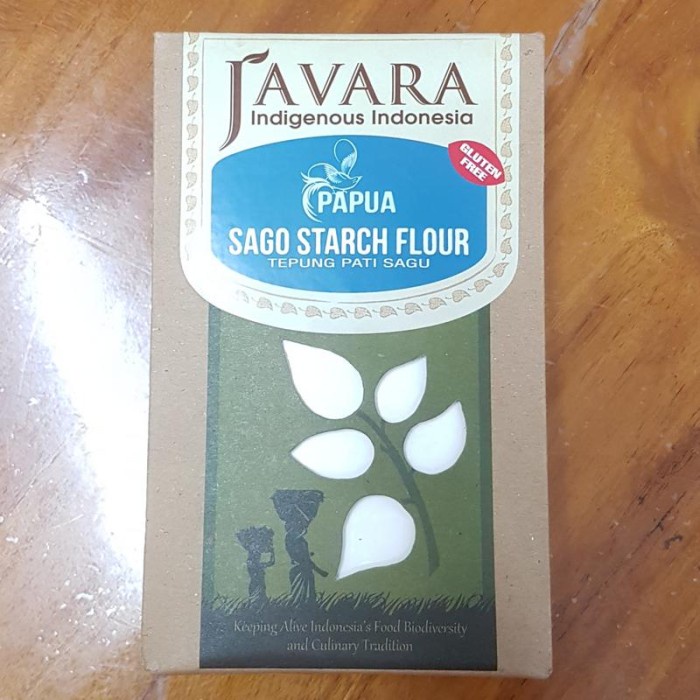 JAVARA
Indigenous Indonesia
GLUTEN
FREE
PAPUA
SAGO STARCH FLOUR
TEPUNG PATI SAGU
Keeping Alive Indonesia's Food Biodiversity
and Culinary Tradition